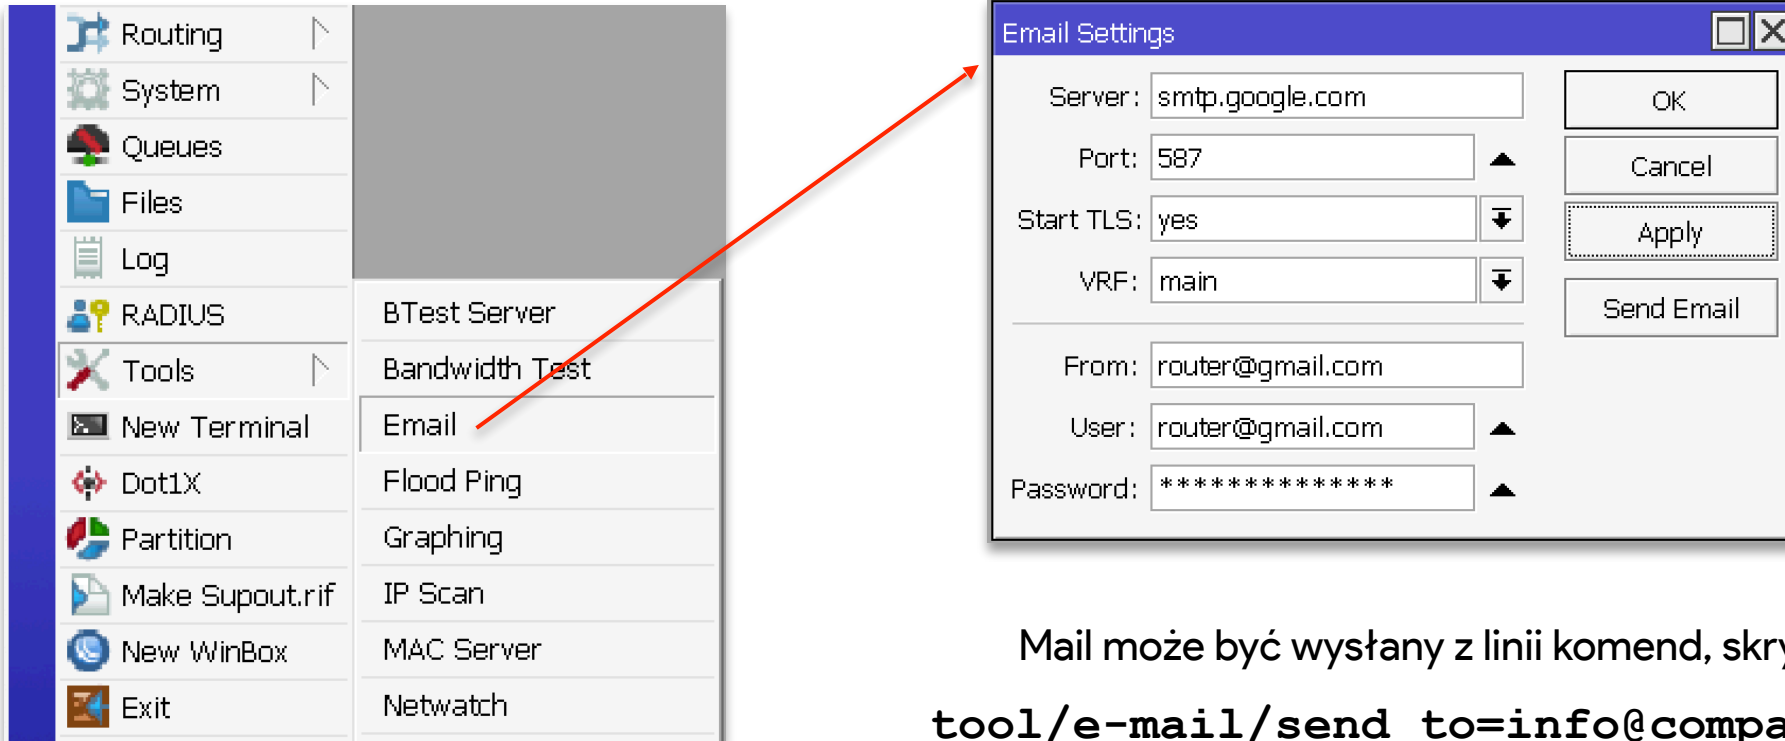 Routing
System
Queues
Files
Log
RADIUS
Tools
New Terminal
Dot1X
Partition
Make Supout.rif
New WinBox
Exit
BTest Server
Bandwidth Test
Email
Flood Ping
Graphing
IP Scan
MAC Server
Netwatch
Email Settings
Server: smtp.google.com
Port: 587
Start TLS: yes
VRF: main
From: router@gmail.com
User: router@gmail.com
Password: **************
OK
Cancel
Apply
Send Email
Mail może być wysłany z linii komend,
tool/e-mail/send to=info@compa